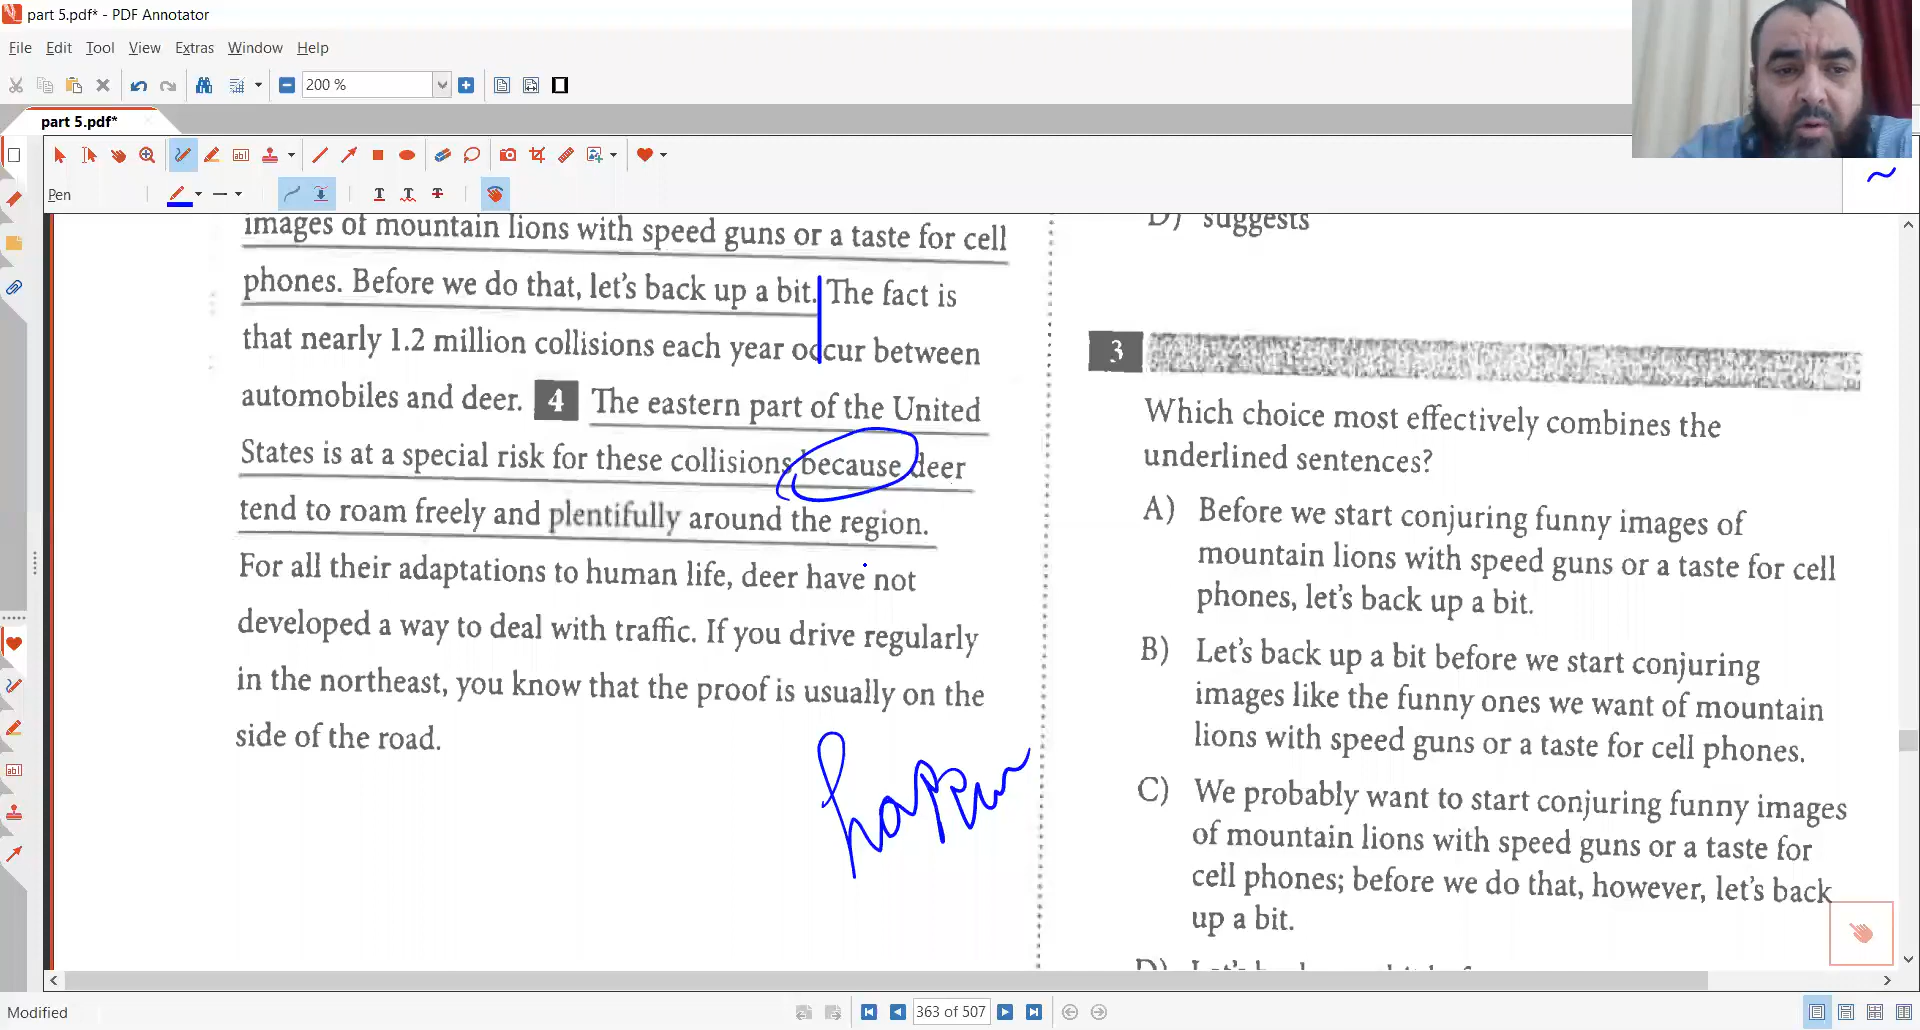 part 5.pdf* - PDF Annotator
File Edit Tool View Extras Window Help
200 %
part 5.pdf*
Pen
images of mountain lions with speed guns or a taste for cell
phones. Before we do that, let's back up a bit. The fact is
that nearly 1.2 million collisions each year occur between
automobiles and deer. 4 The eastern part of the United
States is at a special risk for these collisions because deer
tend to roam freely and plentifully around the region.
For all their adaptations to human life, deer have not
developed a way to deal with traffic. If you drive regularly
in the northeast, you know that the proof is usually on the
side of the road.
D) suggests
3
Which choice most effectively combines the
underlined sentences?
A) Before we start conjuring funny images of
mountain lions with speed guns or a taste for cell
phones, let's back up a bit.
B) Let's back up a bit before we start conjuring
images like the funny ones we want of mountain
lions with speed guns or a taste for cell phones.
C) We probably want to start conjuring funny images
of mountain lions with speed guns or a taste for
cell phones; before we do that, however, let's back
up a bit.
Modified
363 of 507